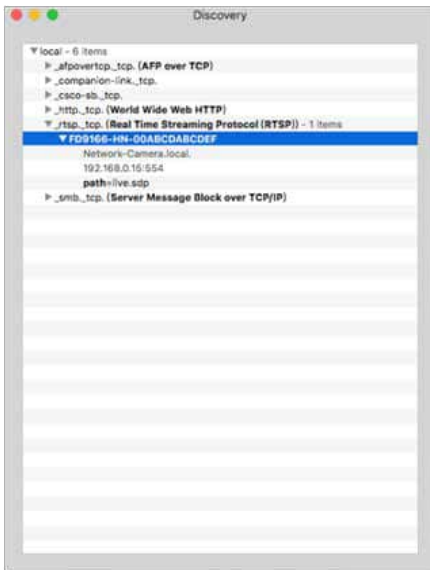 Discovery
local - 6 items
_afpovertcp._tcp. (AFP over TCP)
_companion-link._tcp.
_csco-sb._tcp.
_http._tcp. (World Wide Web HTTP)
_rtsp._tcp. (Real Time Streaming Protocol (RTSP)) - 1 items
FD9166-HN-00ABCDABCDEF
Network-Camera.local.
192.168.0.15:554
path=live.sdp
_smb._tcp. (Server Message Block over TCP/IP)